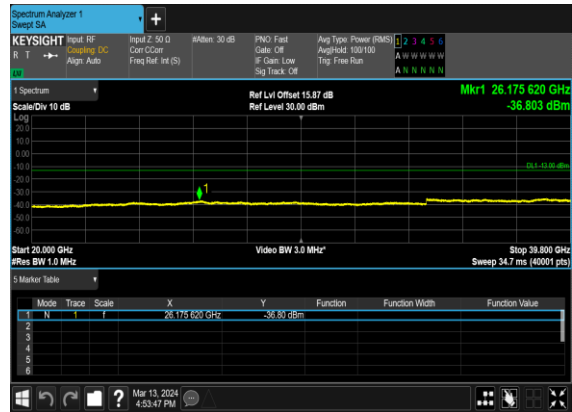 Spectrum Analyzer 1
Swept SA
+
KEYSIGHT Input: RF Input Z: 50 Ω #Atten: 30 dB PNO: Fast Avg Type: Power (RMS) 1 2 3 4 5 6
R T Coupling: DC Corr CCorr Gate: Off Avg|Hold: 100/100 A W W W W W
Align: Auto Freq Ref: Int (S) IF Gain: Low Trig: Free Run A N N N N N
Sig Track: Off
1 Spectrum Ref Lvl Offset 15.87 dB Mkr1 26.175 620 GHz
Scale/Div 10 dB Ref Level 30.00 dBm -36.803 dBm
Log
20.0
10.0
0.00
-10.0
DL1 -13.00 dBm
-20.0
-30.0
1
-40.0
-50.0
-60.0
Start 20.000 GHz Video BW 3.0 MHz* Stop 39.800 GHz
#Res BW 1.0 MHz Sweep 34.7 ms (40001 pts)
5 Marker Table
Mode Trace Scale X Y Function Function Width Function Value
1 N 1 f 26.175 620 GHz -36.80 dBm
2
3
4
5
6
? Mar 13, 2024
4:53:47 PM